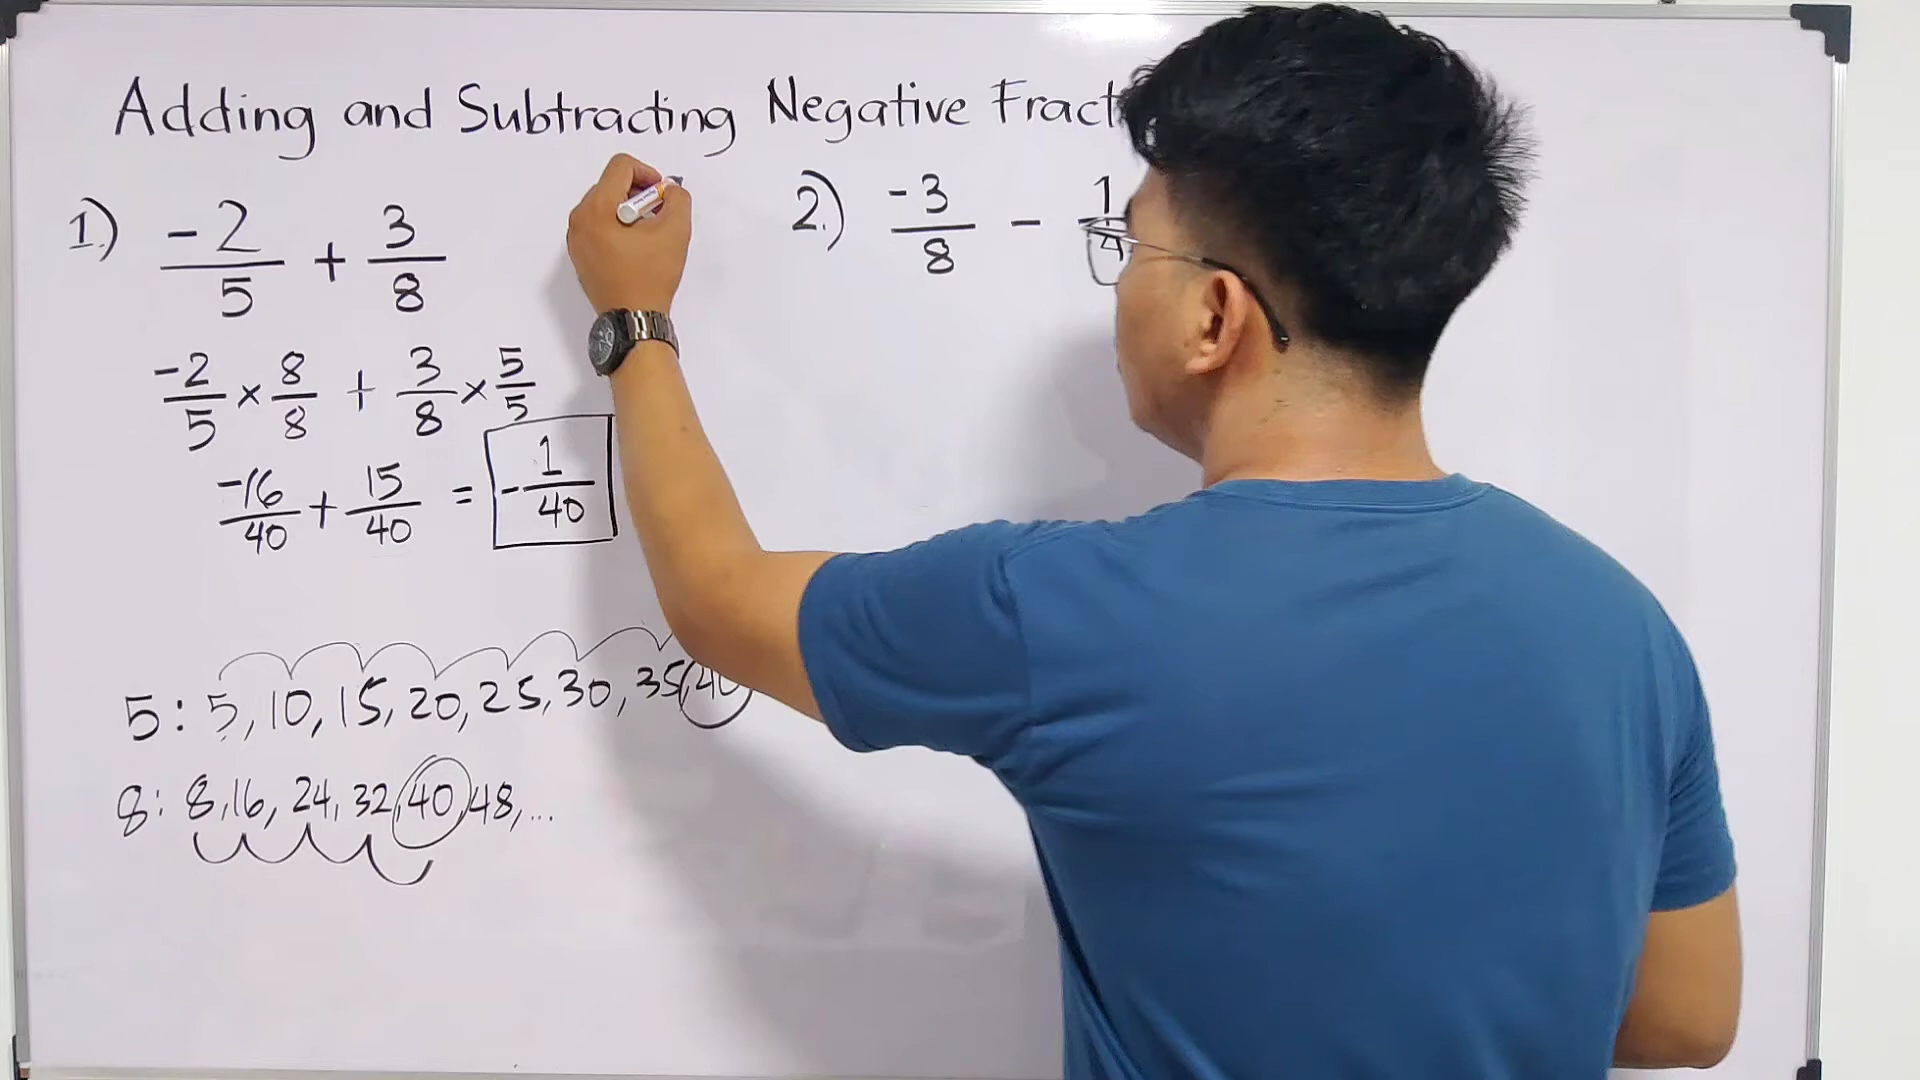 Adding and Subtracting Negative Fract
1.) -2/5 + 3/8
-2/5 × 8/8 + 3/8 × 5/5
-16/40 + 15/40 = -1/40
5: 5, 10, 15, 20, 25, 30, 35, 40
8: 8, 16, 24, 32, 40, 48, ...
2.) -3/8 - 1/4